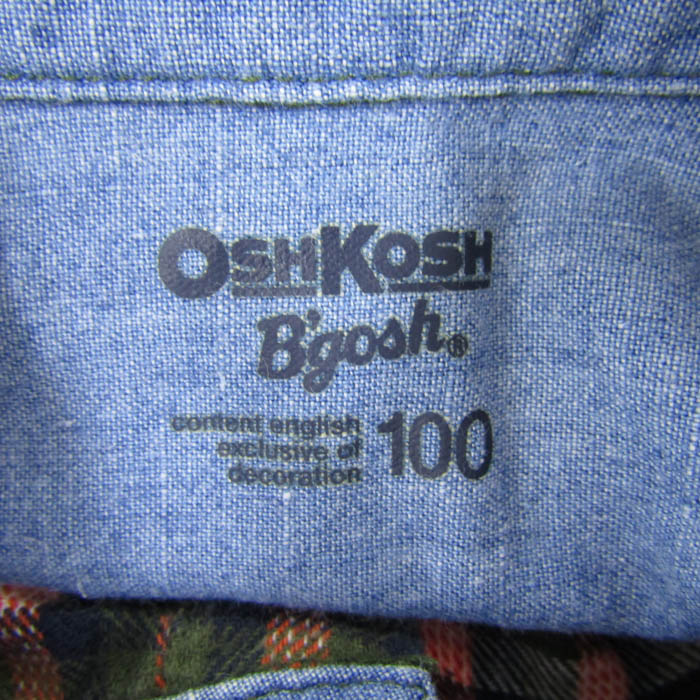 OSHKOSH
B'gosh®
content english
exclusive of
decoration
100